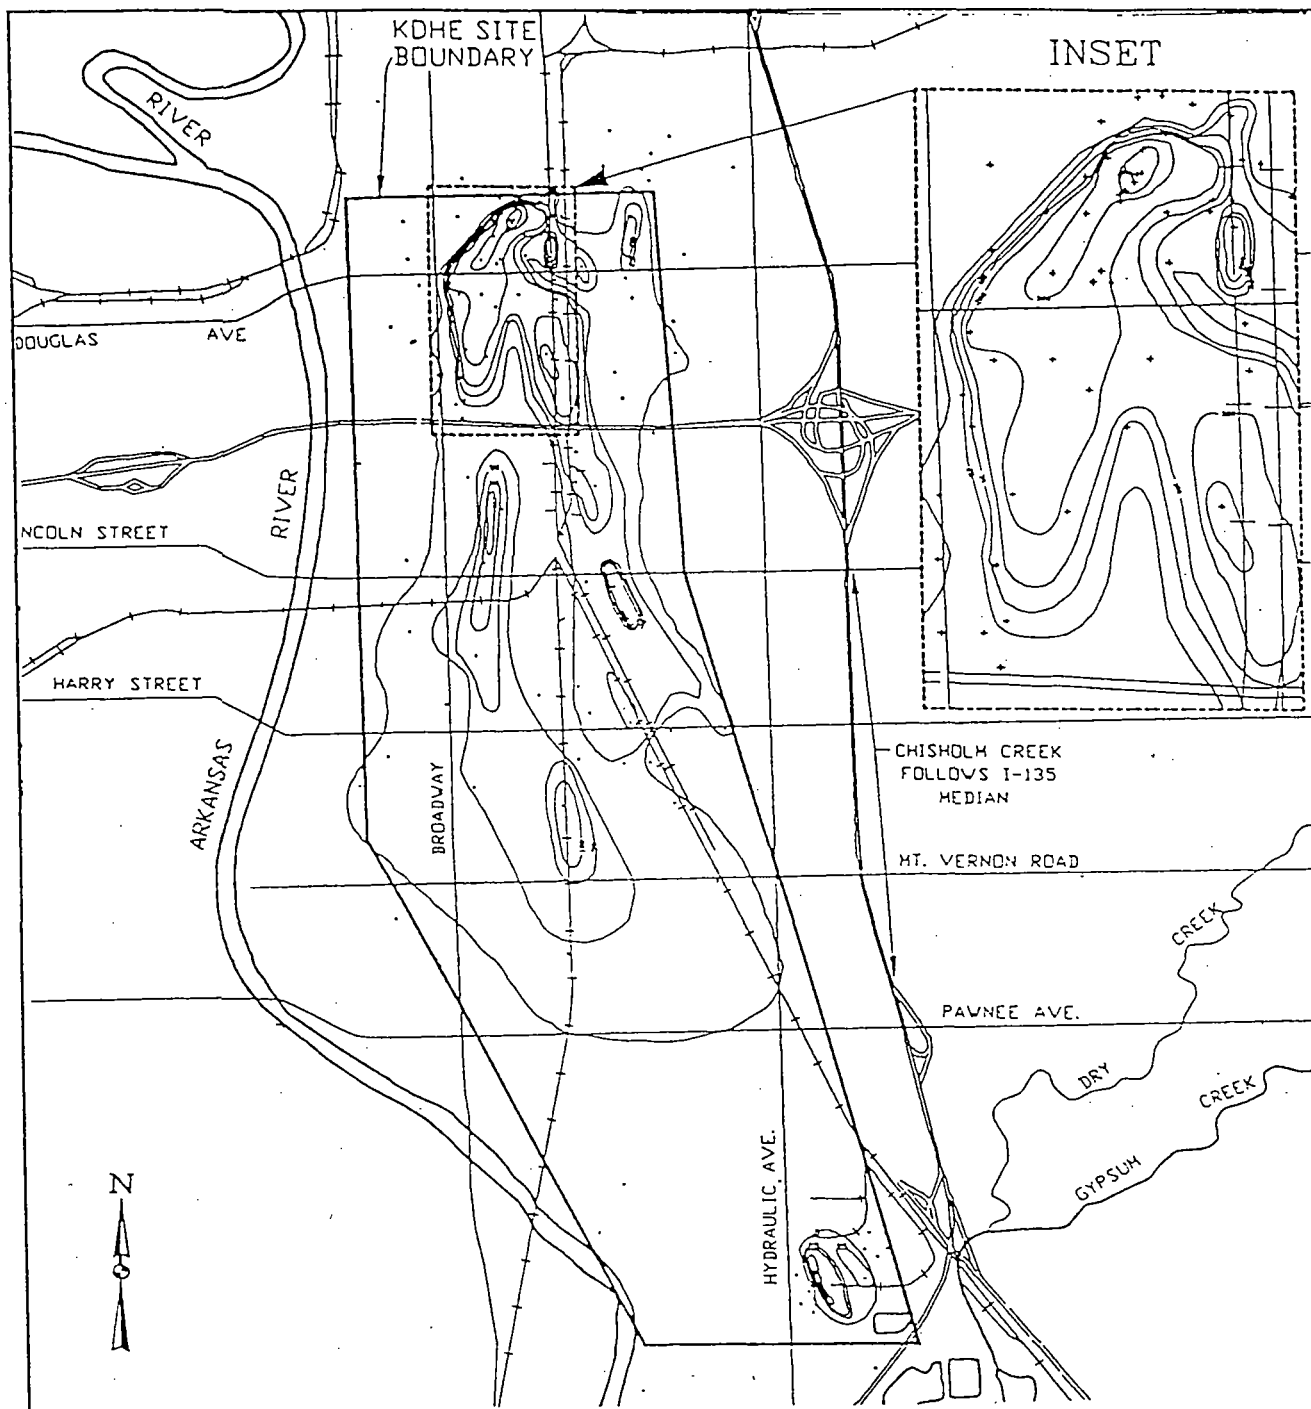 KDHE SITE
BOUNDARY
INSET
RIVER
DOUGLAS AVE
RIVER
NCOLN STREET
HARRY STREET
ARKANSAS
BROADWAY
CHISHOLM CREEK
FOLLOWS I-135
MEDIAN
MT. VERNON ROAD
CREEK
PAWNEE AVE.
DRY
CREEK
GYPSUM
HYDRAULIC AVE.
N